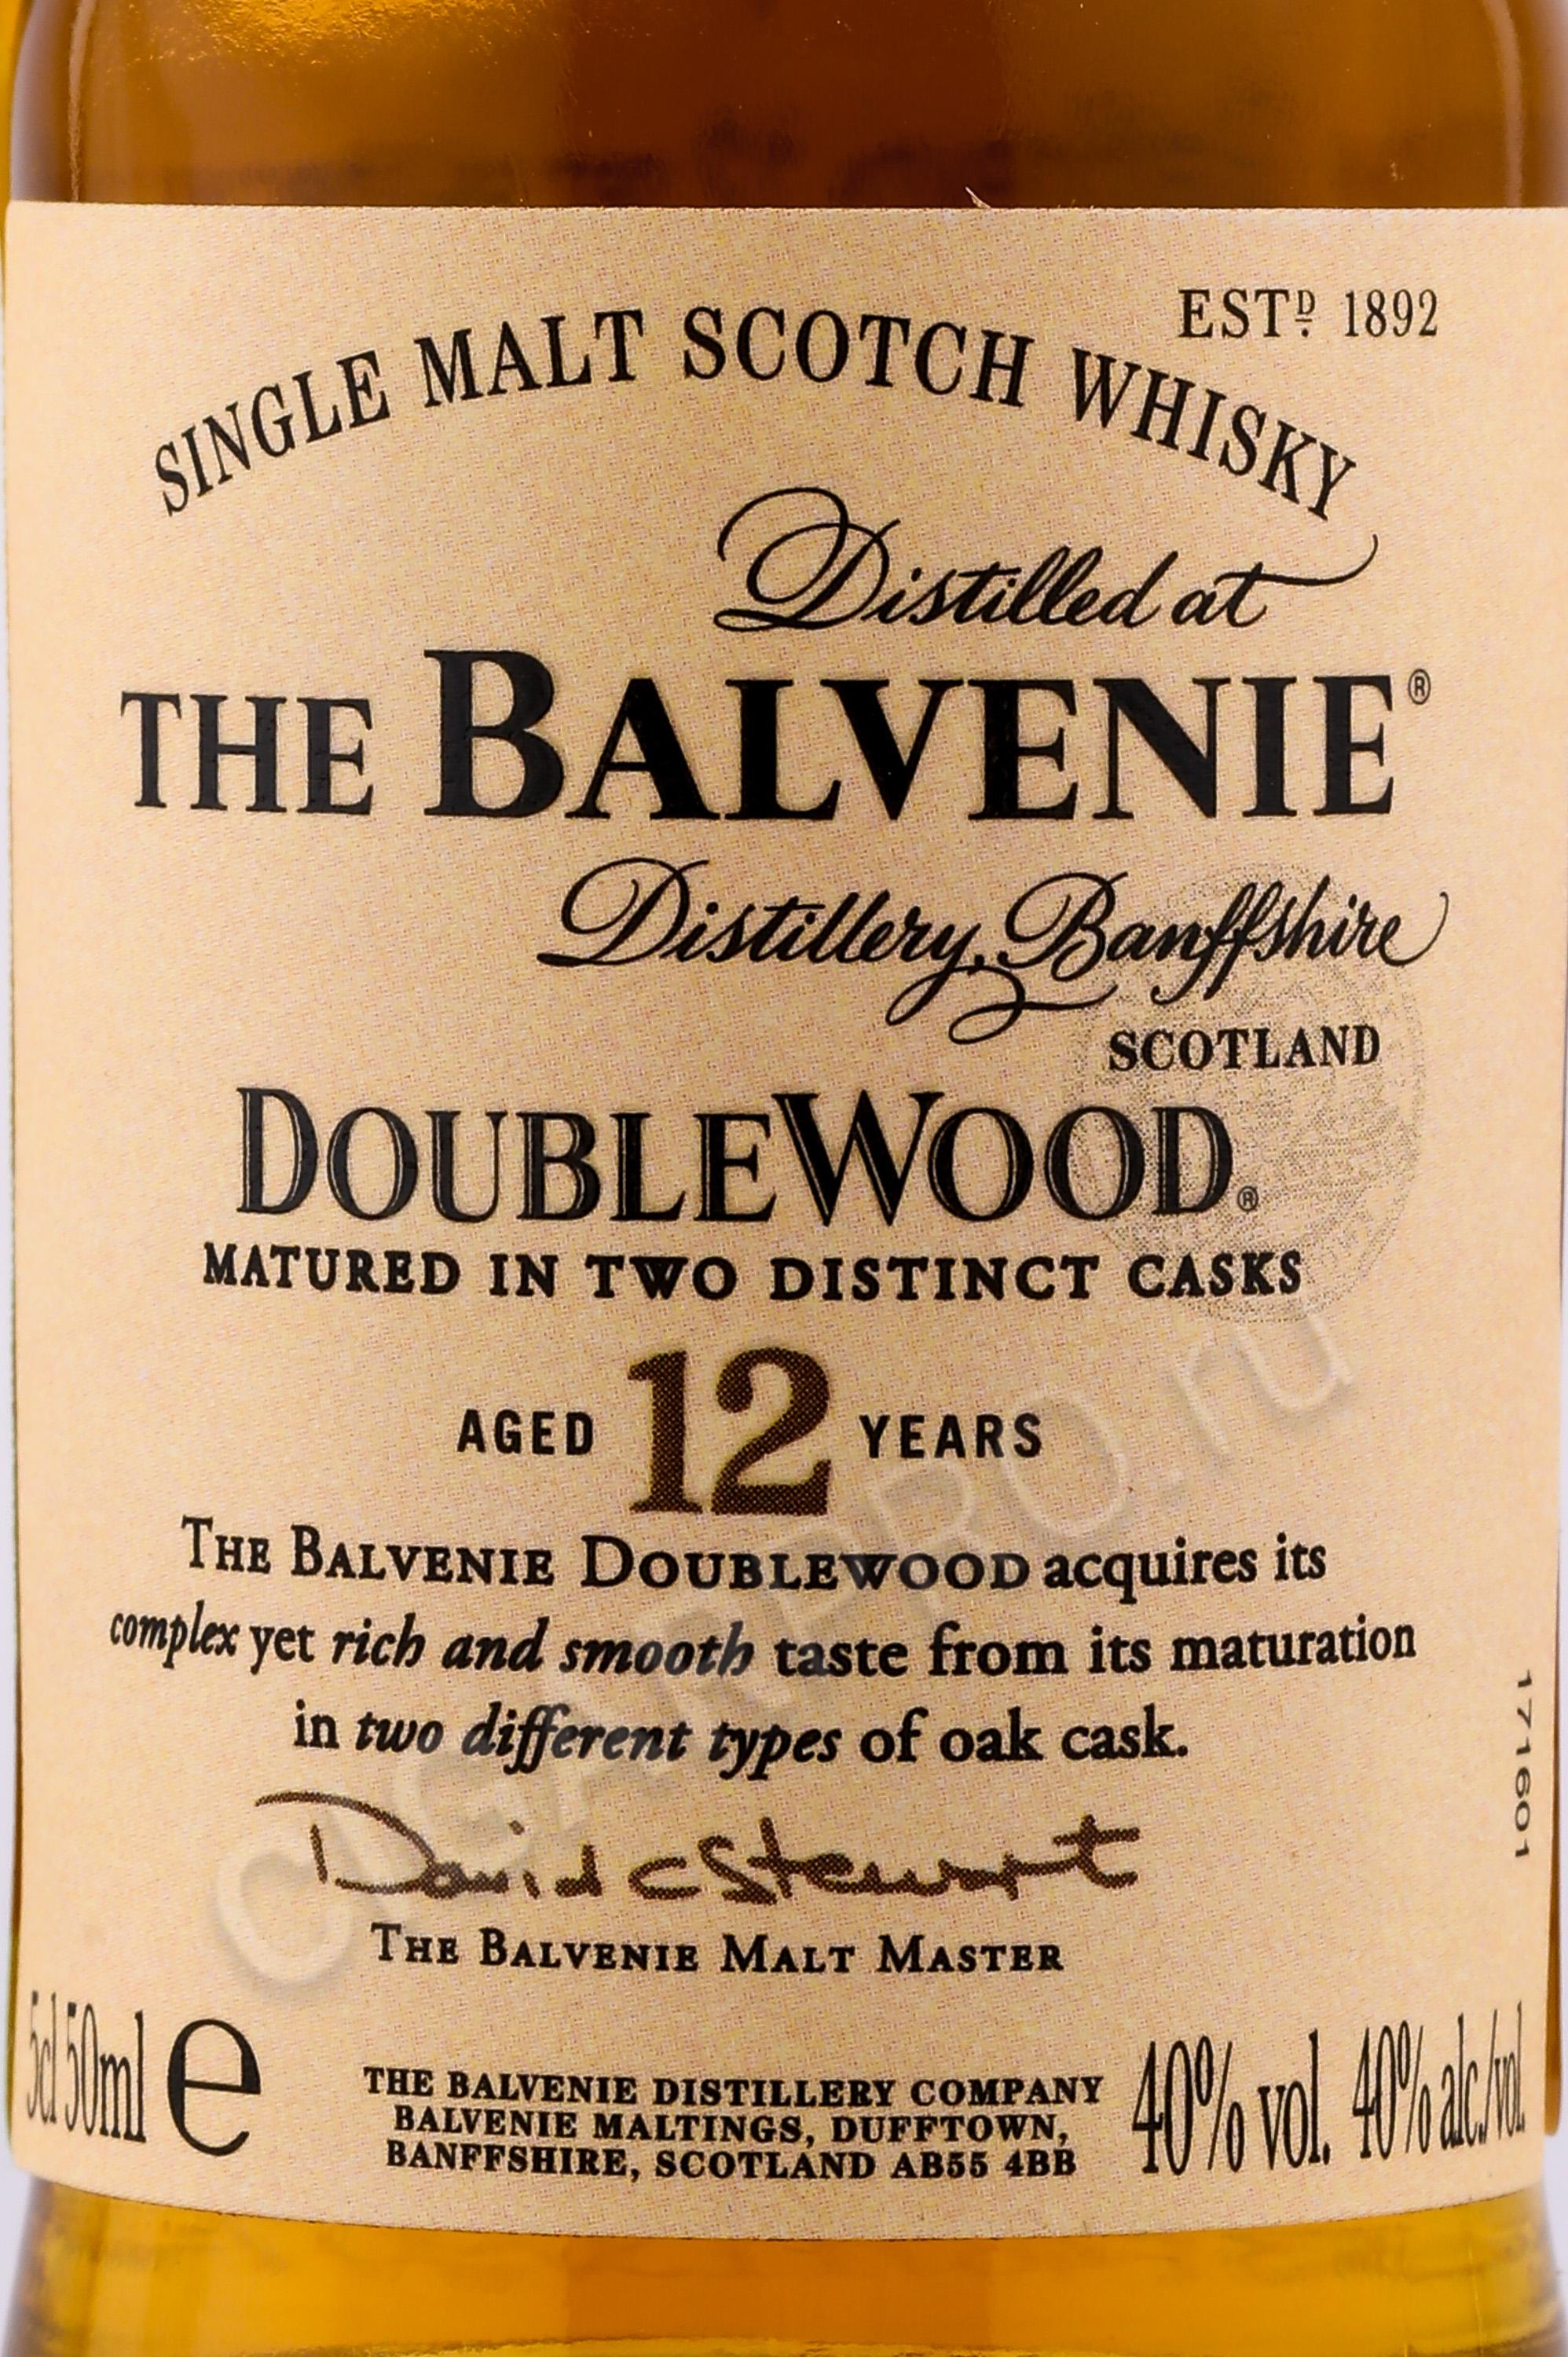 ESTD. 1892
SINGLE MALT SCOTCH WHISKY
Distilled at
THE BALVENIE®
Distillery, Banffshire
SCOTLAND
DOUBLEWOOD®
MATURED IN TWO DISTINCT CASKS
AGED 12 YEARS
THE BALVENIE DOUBLEWOOD acquires its
complex yet rich and smooth taste from its maturation
in two different types of oak cask.
David C Stewart
THE BALVENIE MALT MASTER
5cl 50ml e
THE BALVENIE DISTILLERY COMPANY
BALVENIE MALTINGS, DUFFTOWN,
BANFFSHIRE, SCOTLAND AB55 4BB
40% vol. 40% alc./vol.
171601
CIGARPRO.ru